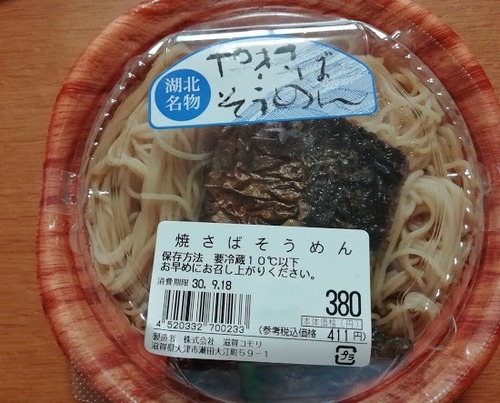 やきさば
そうめん
湖北
名物
焼さばそうめん
保存方法 要冷蔵10℃以下
お早めにお召し上がりください。
消費期限 30. 9.18
380
本体価格(円)
4 520332 700233
(参考税込価格 411円)
製造者 株式会社 滋賀コモリ
滋賀県大津市瀬田大江町59-1
プラ